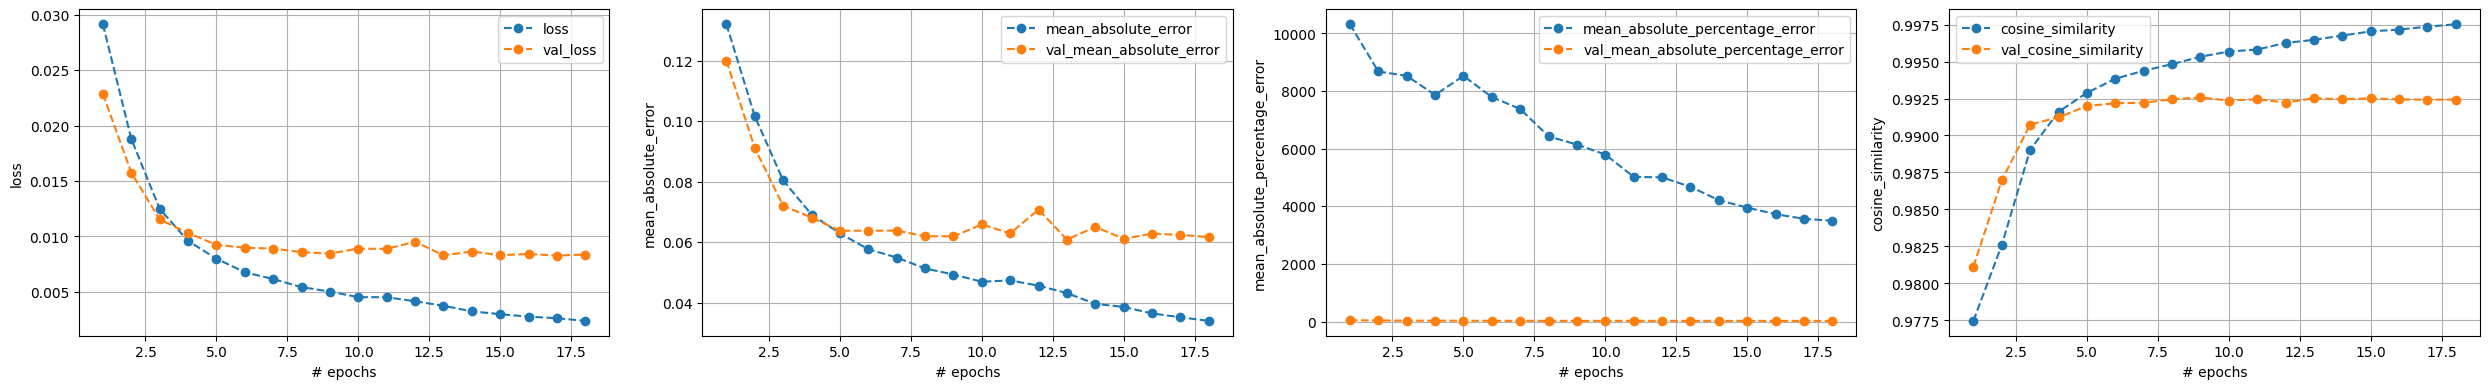 loss
0.030
0.025
0.020
0.015
0.010
0.005
2.5 5.0 7.5 10.0 12.5 15.0 17.5
# epochs
loss
val_loss
mean_absolute_error
0.12
0.10
0.08
0.06
0.04
2.5 5.0 7.5 10.0 12.5 15.0 17.5
# epochs
mean_absolute_error
val_mean_absolute_error
mean_absolute_percentage_error
10000
8000
6000
4000
2000
0
2.5 5.0 7.5 10.0 12.5 15.0 17.5
# epochs
mean_absolute_percentage_error
val_mean_absolute_percentage_error
cosine_similarity
0.9975
0.9950
0.9925
0.9900
0.9875
0.9850
0.9825
0.9800
0.9775
2.5 5.0 7.5 10.0 12.5 15.0 17.5
# epochs
cosine_similarity
val_cosine_similarity